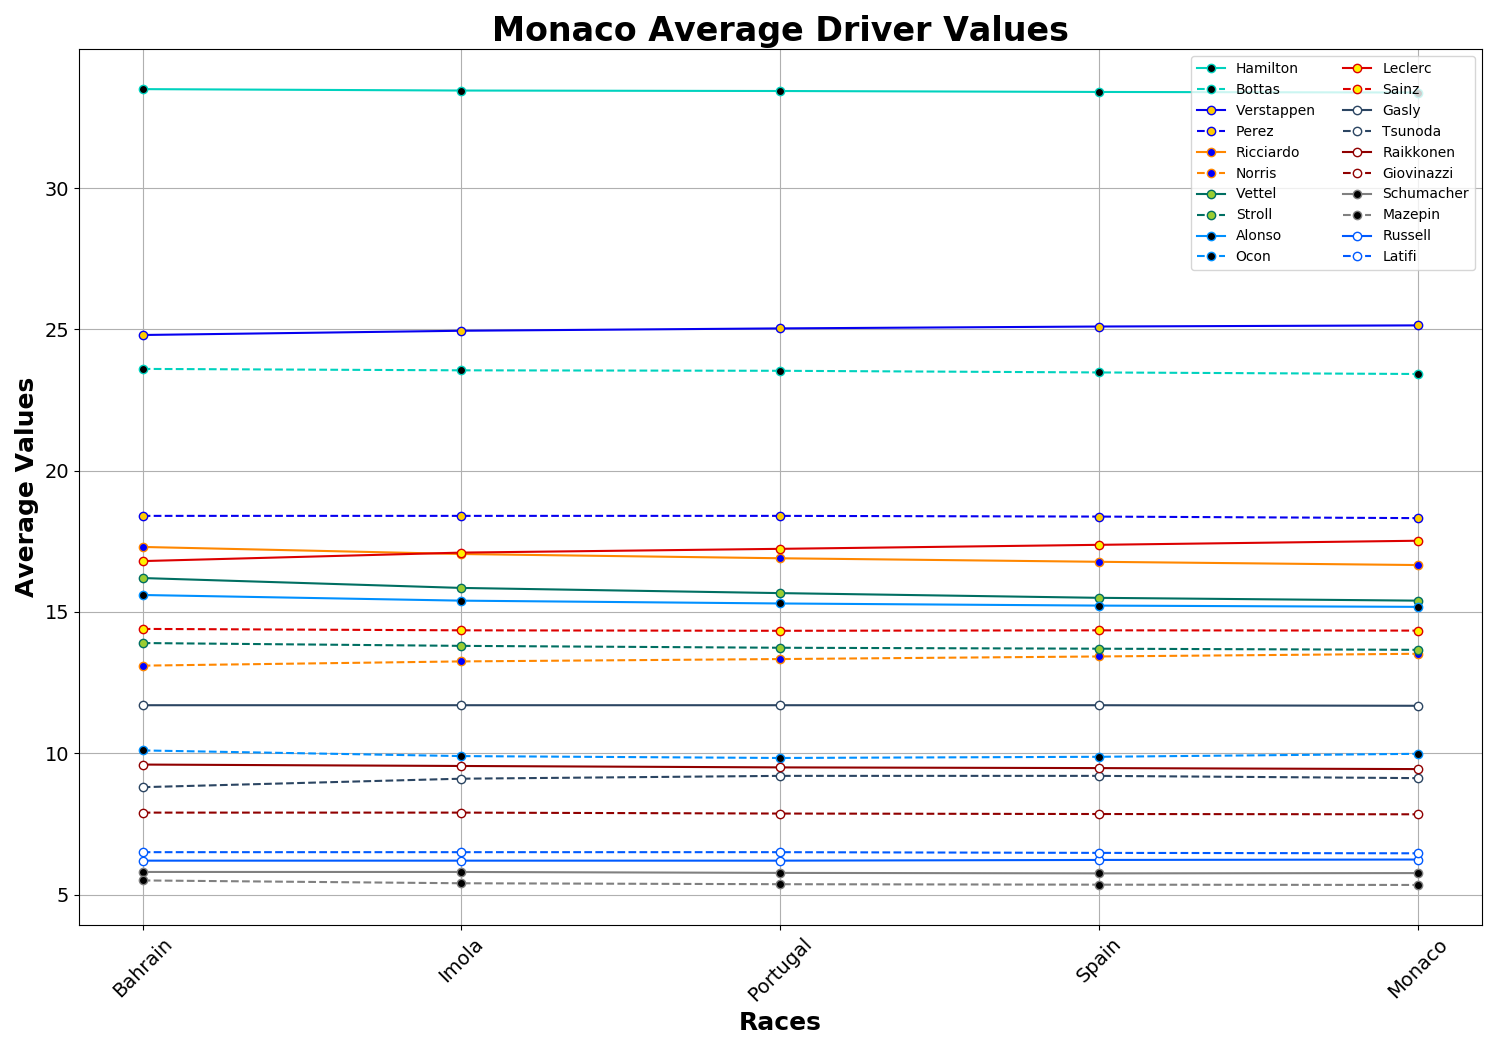 Monaco Average Driver Values
Hamilton
Bottas
Verstappen
Perez
Ricciardo
Norris
Vettel
Stroll
Alonso
Ocon
Leclerc
Sainz
Gasly
Tsunoda
Raikkonen
Giovinazzi
Schumacher
Mazepin
Russell
Latifi
Average Values
30
25
20
15
10
5
Bahrain
Imola
Portugal
Spain
Monaco
Races